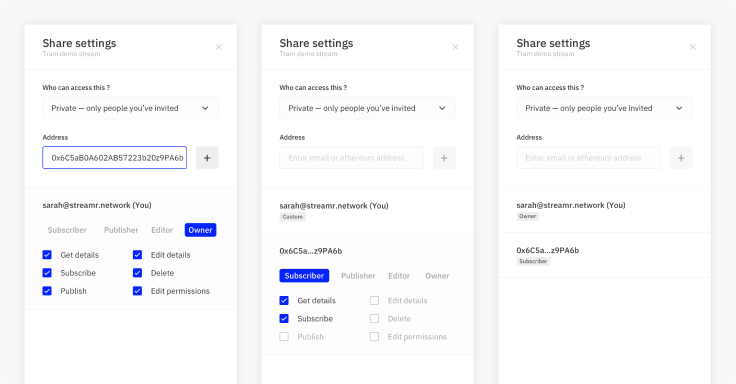 Share settings
Tram demo stream
Who can access this ?
Private — only people you've invited
Address
0x6C5aB0A602AB57223b20z9PA6b
+
sarah@streamr.network (You)
Subscriber Publisher Editor Owner
Get details Edit details
Subscribe Delete
Publish Edit permissions
Share settings
Tram demo stream
Who can access this ?
Private — only people you've invited
Address
Enter email or ethereum address
+
sarah@streamr.network (You)
Custom
0x6C5a...z9PA6b
Subscriber Publisher Editor Owner
Get details Edit details
Subscribe Delete
Publish Edit permissions
Share settings
Tram demo stream
Who can access this ?
Private — only people you've invited
Address
Enter email or ethereum address
+
sarah@streamr.network (You)
Owner
0x6C5a...z9PA6b
Subscriber